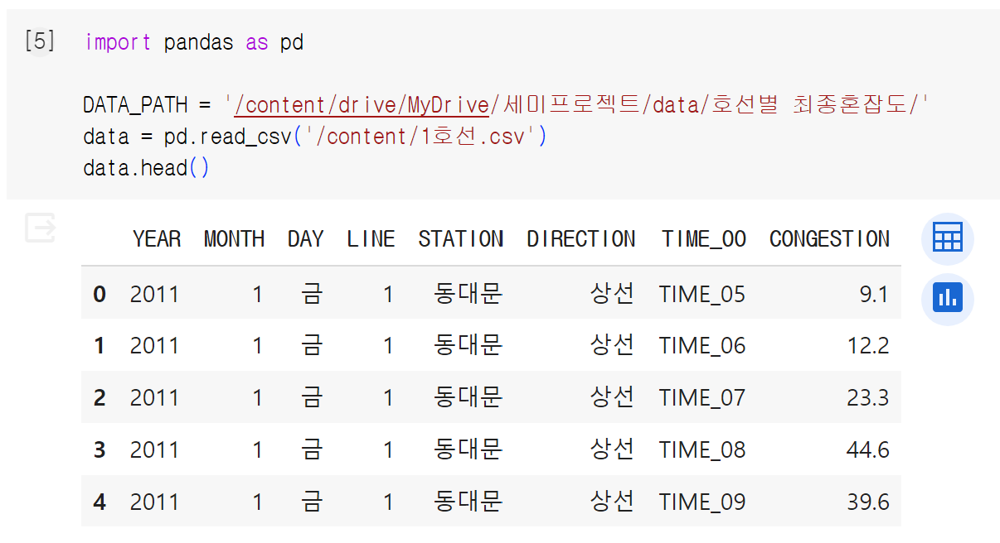 [5] import pandas as pd
DATA_PATH = '/content/drive/MyDrive/세미프로젝트/data/호선별 최종혼잡도/'
data = pd.read_csv('/content/1호선.csv')
data.head()
YEAR MONTH DAY LINE STATION DIRECTION TIME_OO CONGESTION
0 2011 1 금 1 동대문 상선 TIME_05 9.1
1 2011 1 금 1 동대문 상선 TIME_06 12.2
2 2011 1 금 1 동대문 상선 TIME_07 23.3
3 2011 1 금 1 동대문 상선 TIME_08 44.6
4 2011 1 금 1 동대문 상선 TIME_09 39.6